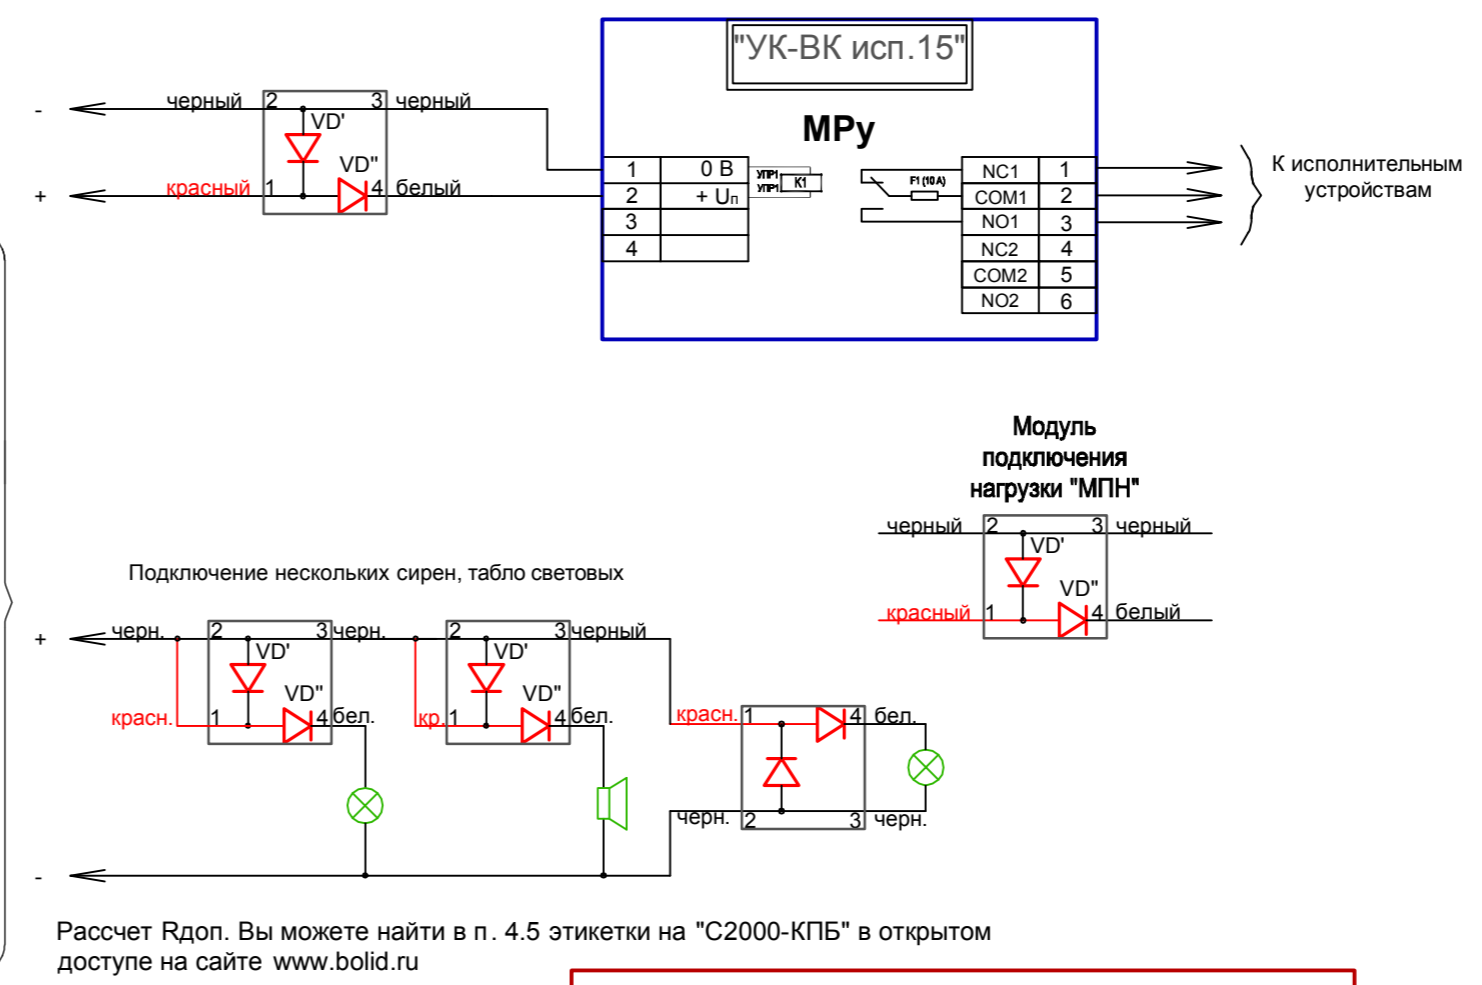 "УК-ВК исп.15"
МРу
- черный 2 3 черный
VD'
VD"
+ красный 1 4 белый
1 0 В
2 + Uп
3
4
УПР1
УПР1
К1
F1 (10 А)
NC1 1
COM1 2
NO1 3
NC2 4
COM2 5
NO2 6
К исполнительным
устройствам
Модуль
подключения
нагрузки "МПН"
черный 2 3 черный
VD'
VD"
красный 1 4 белый
Подключение нескольких сирен, табло световых
+ черн. 2 3 черн. 2 3 черный
VD' VD'
VD" VD"
красн. 1 4 бел. кр. 1 4 бел. красн. 1 4 бел.
черн. 2 3 черн.
-
Рассчет Rдоп. Вы можете найти в п. 4.5 этикетки на "С2000-КПБ" в открытом
доступе на сайте www.bolid.ru